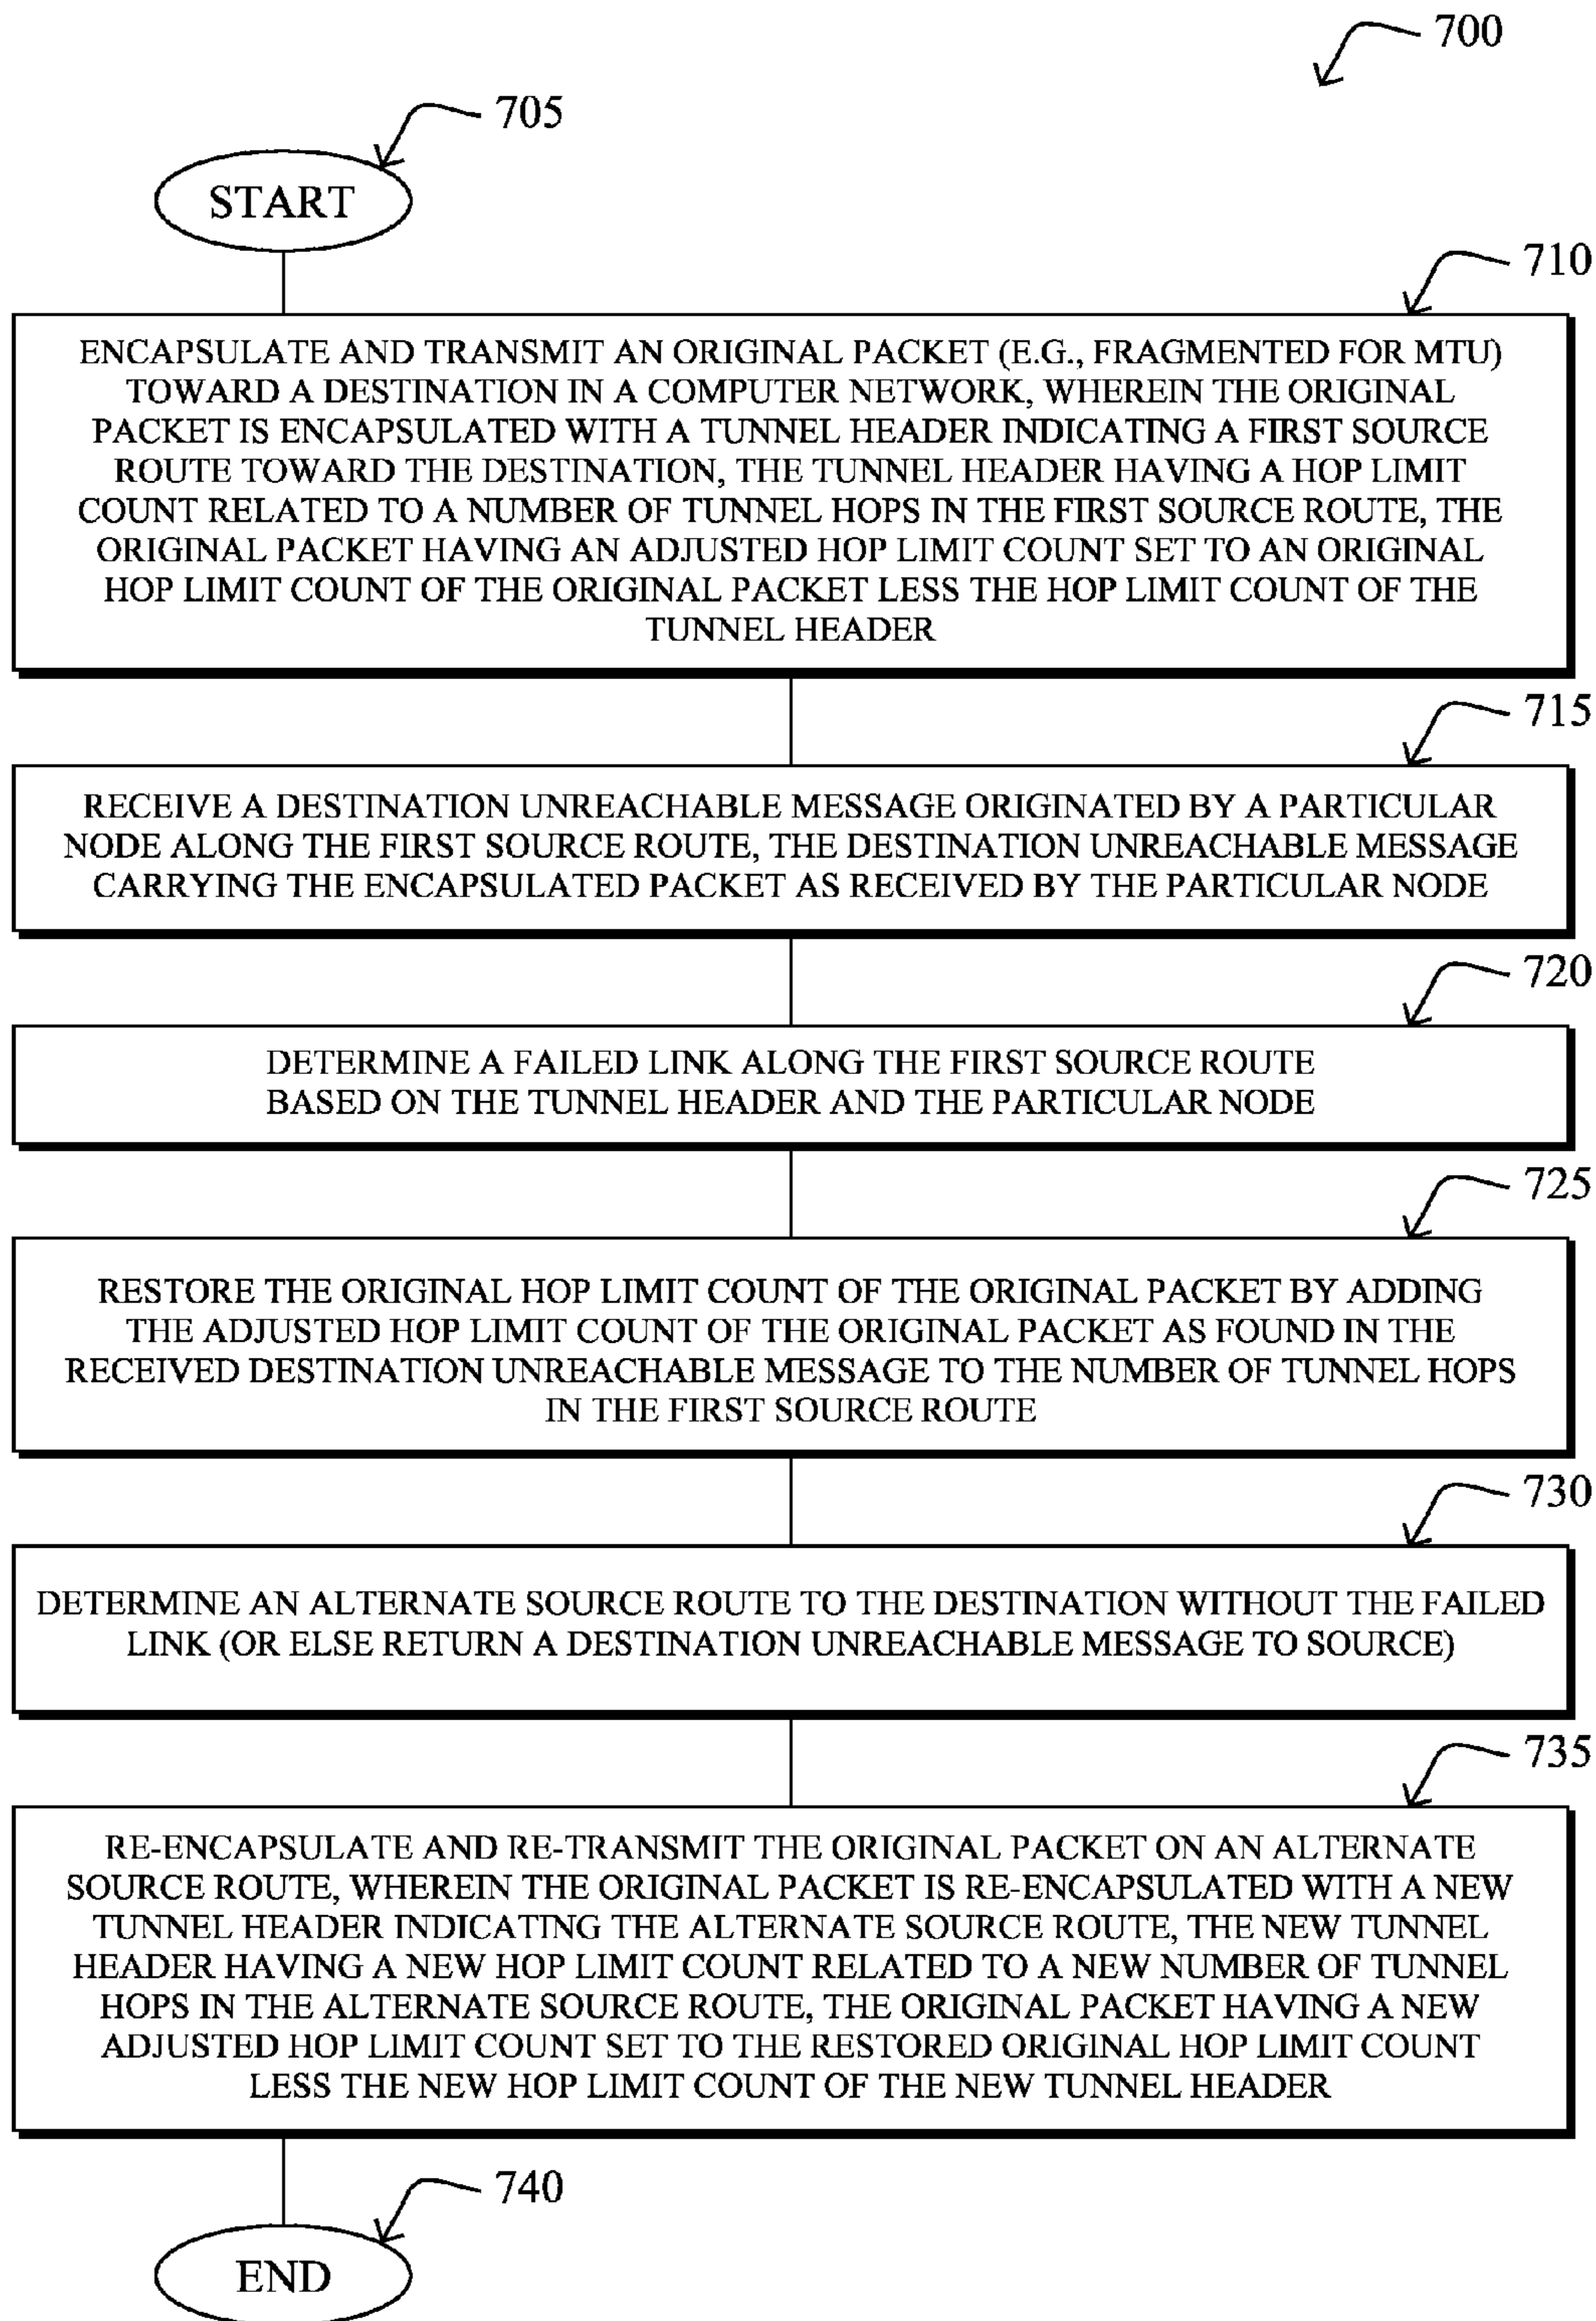 700
705
START
710
ENCAPSULATE AND TRANSMIT AN ORIGINAL PACKET (E.G., FRAGMENTED FOR MTU)
TOWARD A DESTINATION IN A COMPUTER NETWORK, WHEREIN THE ORIGINAL
PACKET IS ENCAPSULATED WITH A TUNNEL HEADER INDICATING A FIRST SOURCE
ROUTE TOWARD THE DESTINATION, THE TUNNEL HEADER HAVING A HOP LIMIT
COUNT RELATED TO A NUMBER OF TUNNEL HOPS IN THE FIRST SOURCE ROUTE, THE
ORIGINAL PACKET HAVING AN ADJUSTED HOP LIMIT COUNT SET TO AN ORIGINAL
HOP LIMIT COUNT OF THE ORIGINAL PACKET LESS THE HOP LIMIT COUNT OF THE
TUNNEL HEADER
715
RECEIVE A DESTINATION UNREACHABLE MESSAGE ORIGINATED BY A PARTICULAR
NODE ALONG THE FIRST SOURCE ROUTE, THE DESTINATION UNREACHABLE MESSAGE
CARRYING THE ENCAPSULATED PACKET AS RECEIVED BY THE PARTICULAR NODE
720
DETERMINE A FAILED LINK ALONG THE FIRST SOURCE ROUTE
BASED ON THE TUNNEL HEADER AND THE PARTICULAR NODE
725
RESTORE THE ORIGINAL HOP LIMIT COUNT OF THE ORIGINAL PACKET BY ADDING
THE ADJUSTED HOP LIMIT COUNT OF THE ORIGINAL PACKET AS FOUND IN THE
RECEIVED DESTINATION UNREACHABLE MESSAGE TO THE NUMBER OF TUNNEL HOPS
IN THE FIRST SOURCE ROUTE
730
DETERMINE AN ALTERNATE SOURCE ROUTE TO THE DESTINATION WITHOUT THE FAILED
LINK (OR ELSE RETURN A DESTINATION UNREACHABLE MESSAGE TO SOURCE)
735
RE-ENCAPSULATE AND RE-TRANSMIT THE ORIGINAL PACKET ON AN ALTERNATE
SOURCE ROUTE, WHEREIN THE ORIGINAL PACKET IS RE-ENCAPSULATED WITH A NEW
TUNNEL HEADER INDICATING THE ALTERNATE SOURCE ROUTE, THE NEW TUNNEL
HEADER HAVING A NEW HOP LIMIT COUNT RELATED TO A NEW NUMBER OF TUNNEL
HOPS IN THE ALTERNATE SOURCE ROUTE, THE ORIGINAL PACKET HAVING A NEW
ADJUSTED HOP LIMIT COUNT SET TO THE RESTORED ORIGINAL HOP LIMIT COUNT
LESS THE NEW HOP LIMIT COUNT OF THE NEW TUNNEL HEADER
740
END